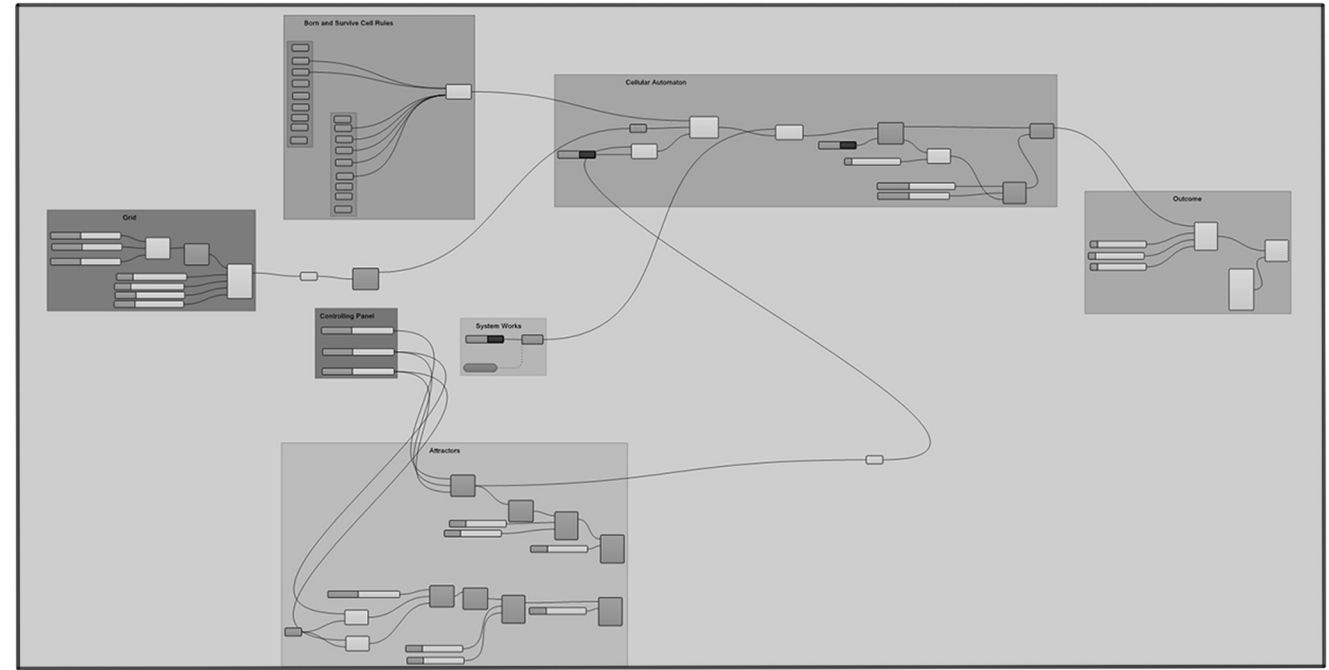 Born and Survive Cell Rules
Cellular Automaton
Grid
Outcome
Controlling Panel
System Works
Attractors